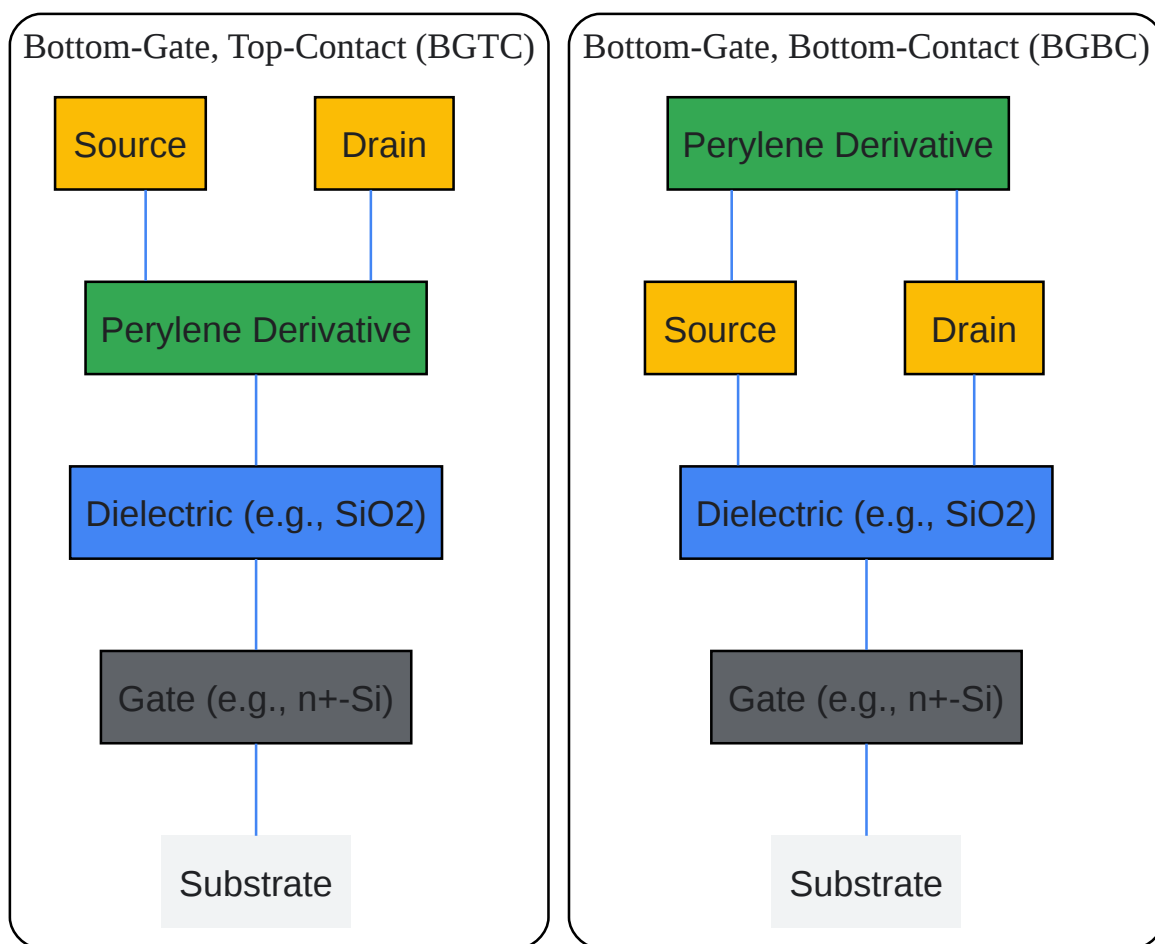 Bottom-Gate, Top-Contact (BGTC)
Source
Drain
Perylene Derivative
Dielectric (e.g., SiO2)
Gate (e.g., n+-Si)
Substrate
Bottom-Gate, Bottom-Contact (BGBC)
Perylene Derivative
Source
Drain
Dielectric (e.g., SiO2)
Gate (e.g., n+-Si)
Substrate